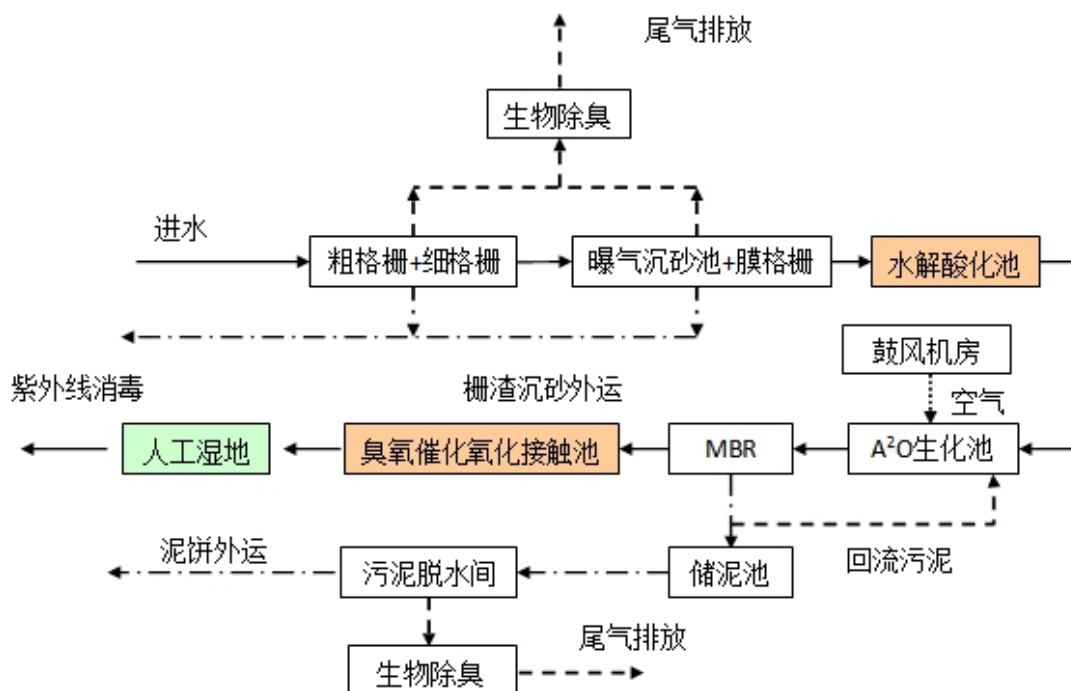 尾气排放
生物除臭
进水
粗格栅+细格栅
曝气沉砂池+膜格栅
水解酸化池
鼓风机房
紫外线消毒
栅渣沉砂外运
空气
人工湿地
臭氧催化氧化接触池
MBR
A²O生化池
泥饼外运
污泥脱水间
储泥池
回流污泥
尾气排放
生物除臭